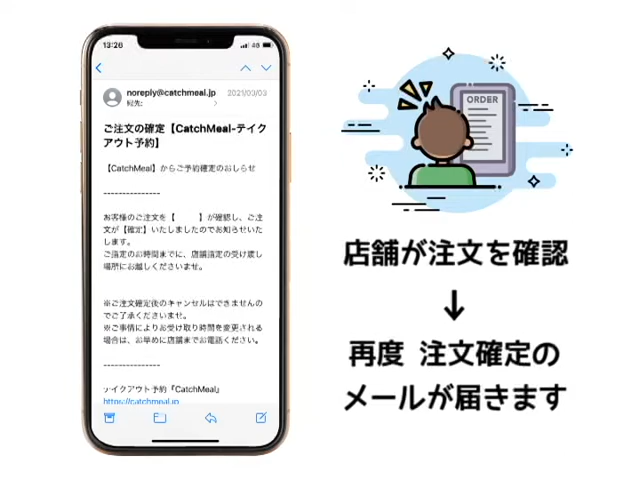 13:26
4G
noreply@catchmeal.jp
2021/03/03
宛先:
ご注文の確定【CatchMeal-テイク
アウト予約】
【CatchMeal】からご予約確定のおしらせ
---------------
お客様のご注文を【　　】が確認し、ご注
文が【確定】いたしましたのでお知らせいた
します。
ご指定のお時間までに、店舗指定の受け渡し
場所にお越しくださいませ。
※ご注文確定後のキャンセルはできませんの
でご了承くださいませ。
※ご事情によりお受け取り時間を変更される
場合は、お早めに店舗までお電話ください。
---------------
テイクアウト予約『CatchMeal』
https://catchmeal.jp
ORDER
店舗が注文を確認
↓
再度 注文確定の
メールが届きます